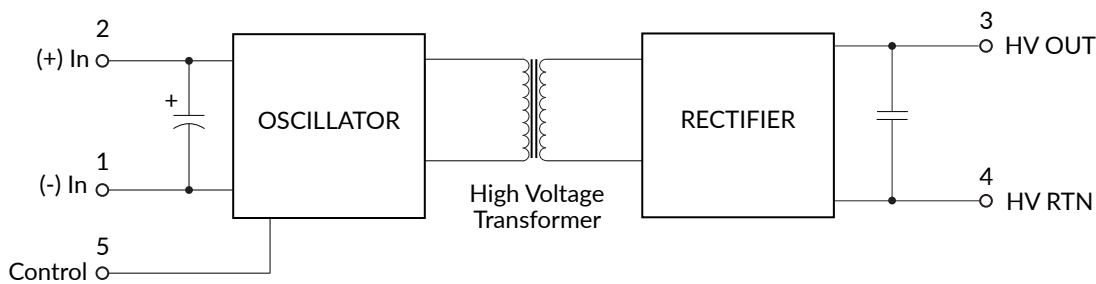 2
(+) In
+
OSCILLATOR
1
(-) In
5
Control
High Voltage
Transformer
RECTIFIER
3
HV OUT
4
HV RTN